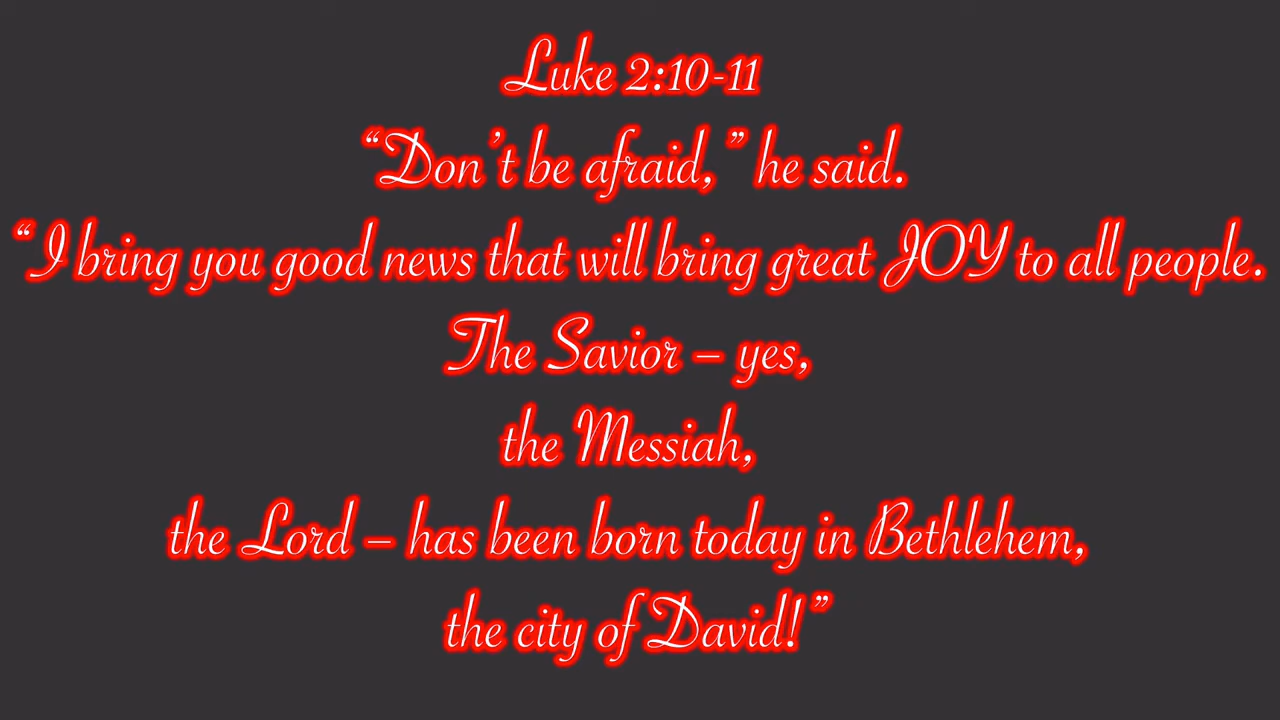 Luke 2:10-11
“Don’t be afraid,” he said.
“I bring you good news that will bring great JOY to all people.
The Savior – yes,
the Messiah,
the Lord – has been born today in Bethlehem,
the city of David!”